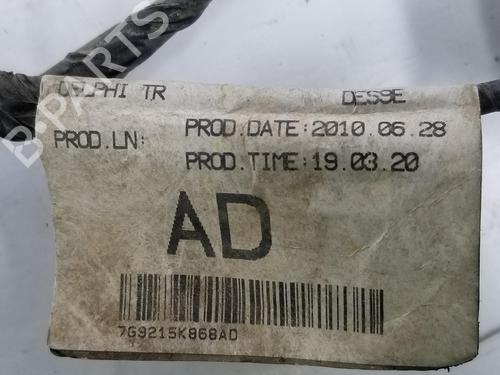 DELPHI TR DESSE
PROD.LN: PROD.DATE:2010.06.28
PROD.TIME:19.03.20
AD
7G9215K868AD
B-PARTS